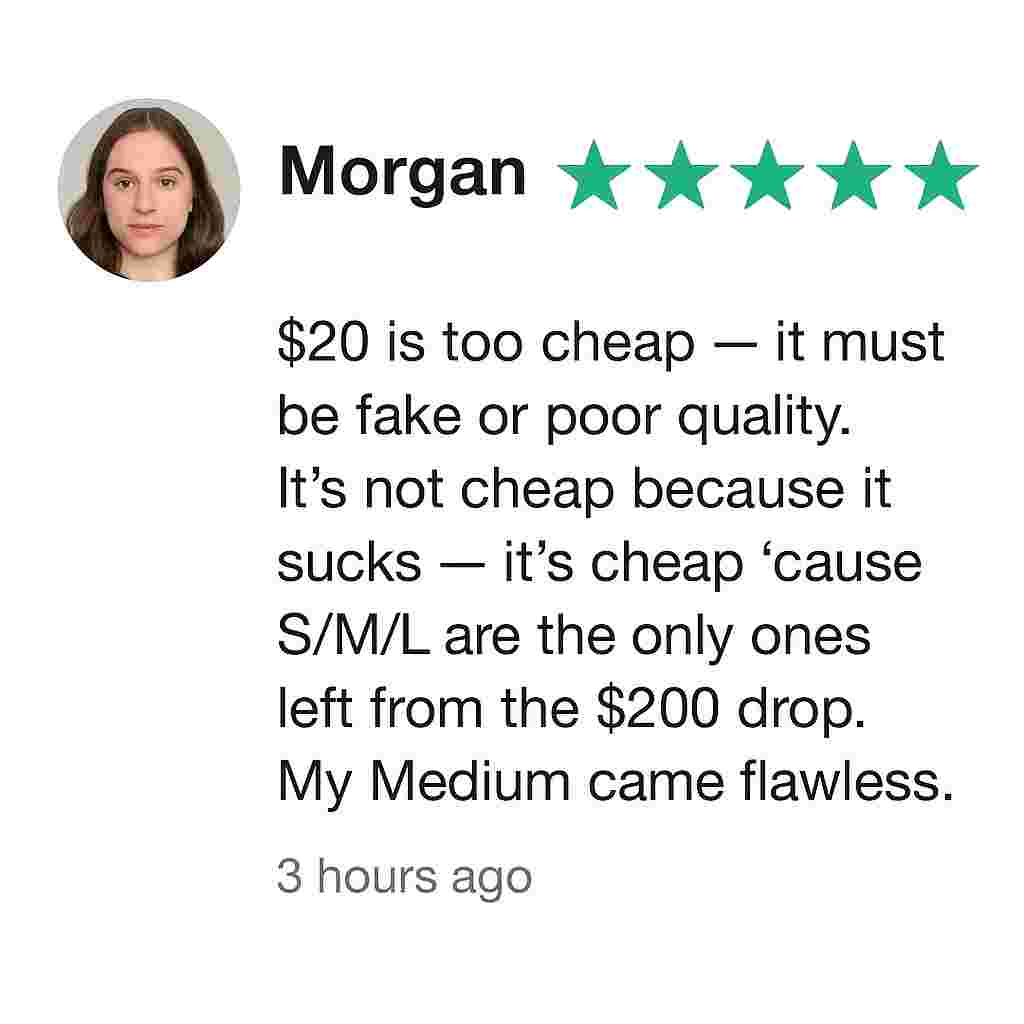 Morgan
$20 is too cheap — it must
be fake or poor quality.
It’s not cheap because it
sucks — it’s cheap ‘cause
S/M/L are the only ones
left from the $200 drop.
My Medium came flawless.
3 hours ago